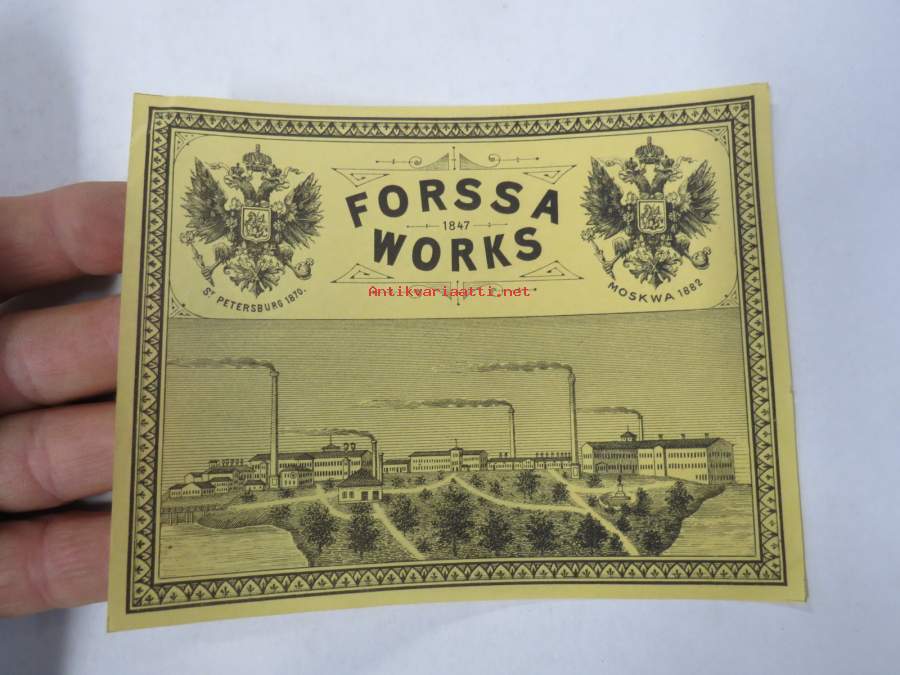 FORSSA
1847
WORKS
ST PETERSBURG 1870.
MOSKWA 1882
Antikvariaatti.net